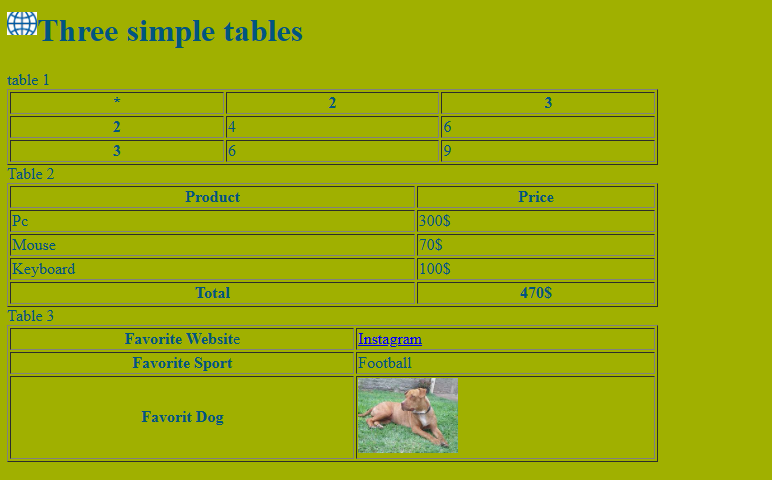 Three simple tables
table 1
* 2 3
2 4 6
3 6 9
Table 2
Product Price
Pc 300$
Mouse 70$
Keyboard 100$
Total 470$
Table 3
Favorite Website Instagram
Favorite Sport Football
Favorit Dog